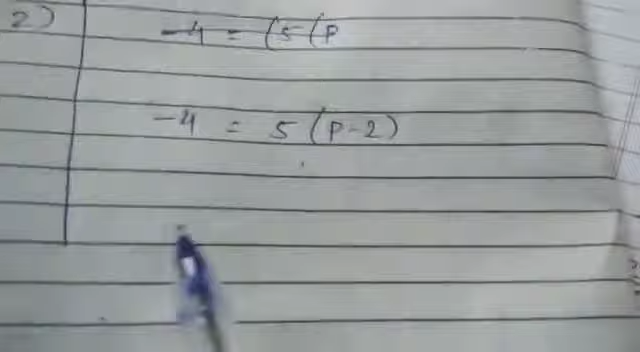 2) -4 = (5(P
-4 = 5(P-2)